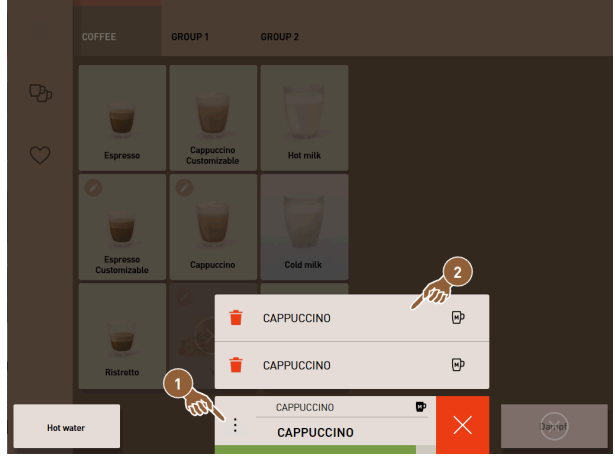 COFFEE
GROUP 1
GROUP 2
Espresso
Cappuccino
Customizable
Hot milk
Espresso
Customizable
Cappuccino
Cold milk
2
CAPPUCCINO
M
CAPPUCCINO
M
Ristretto
1
CAPPUCCINO
M
CAPPUCCINO
Hot water
Dampf